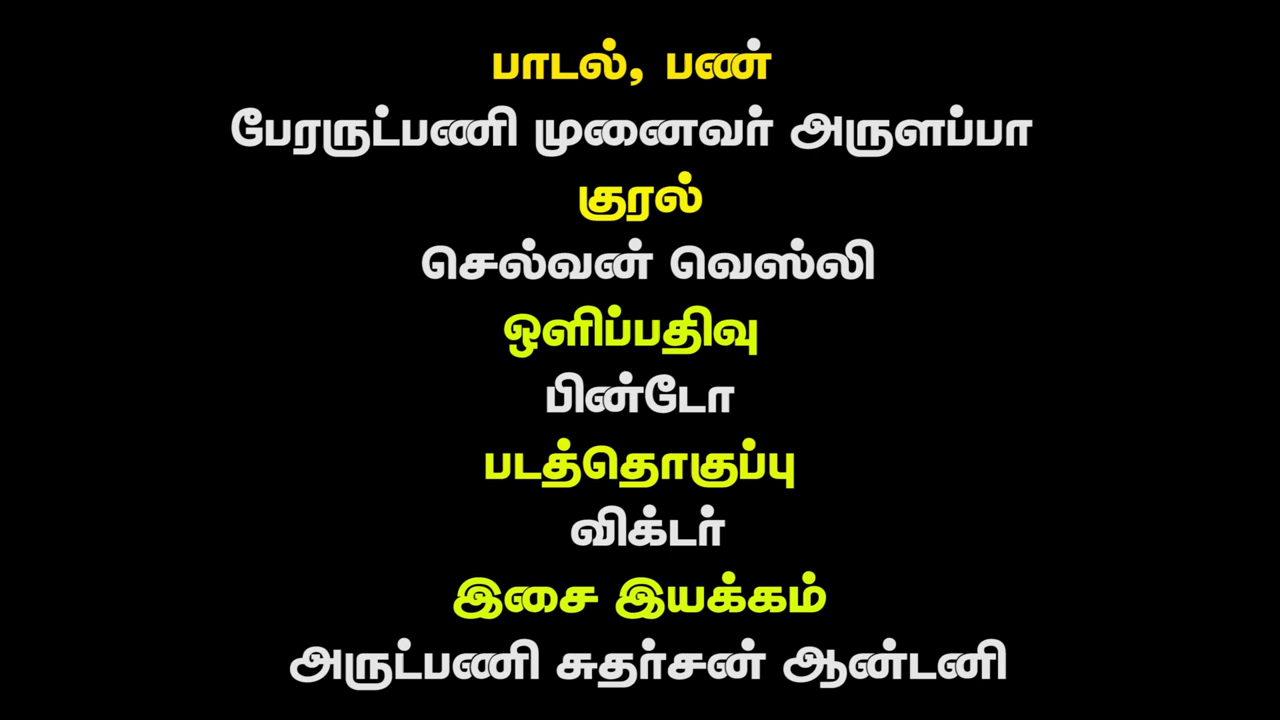 பாடல், பண்
பேரருட்பணி முனைவர் அருளப்பா
குரல்
செல்வன் வெஸ்லி
ஒளிப்பதிவு
பின்டோ
படத்தொகுப்பு
விக்டர்
இசை இயக்கம்
அருட்பணி சுதர்சன் ஆண்டனி